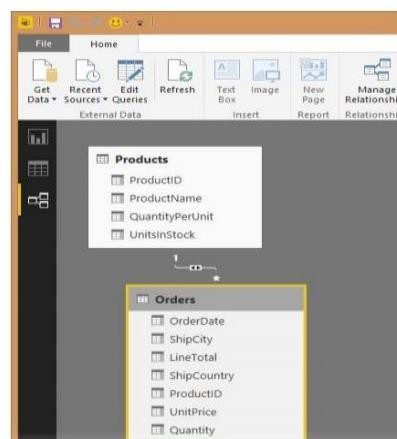 File Home
Get Data Recent Sources Edit Queries Refresh Text Box Image New Page Manage Relationshi
External Data Insert Report Relationshi
Products
ProductID
ProductName
QuantityPerUnit
UnitsInStock
1
*
Orders
OrderDate
ShipCity
LineTotal
ShipCountry
ProductID
UnitPrice
Quantity